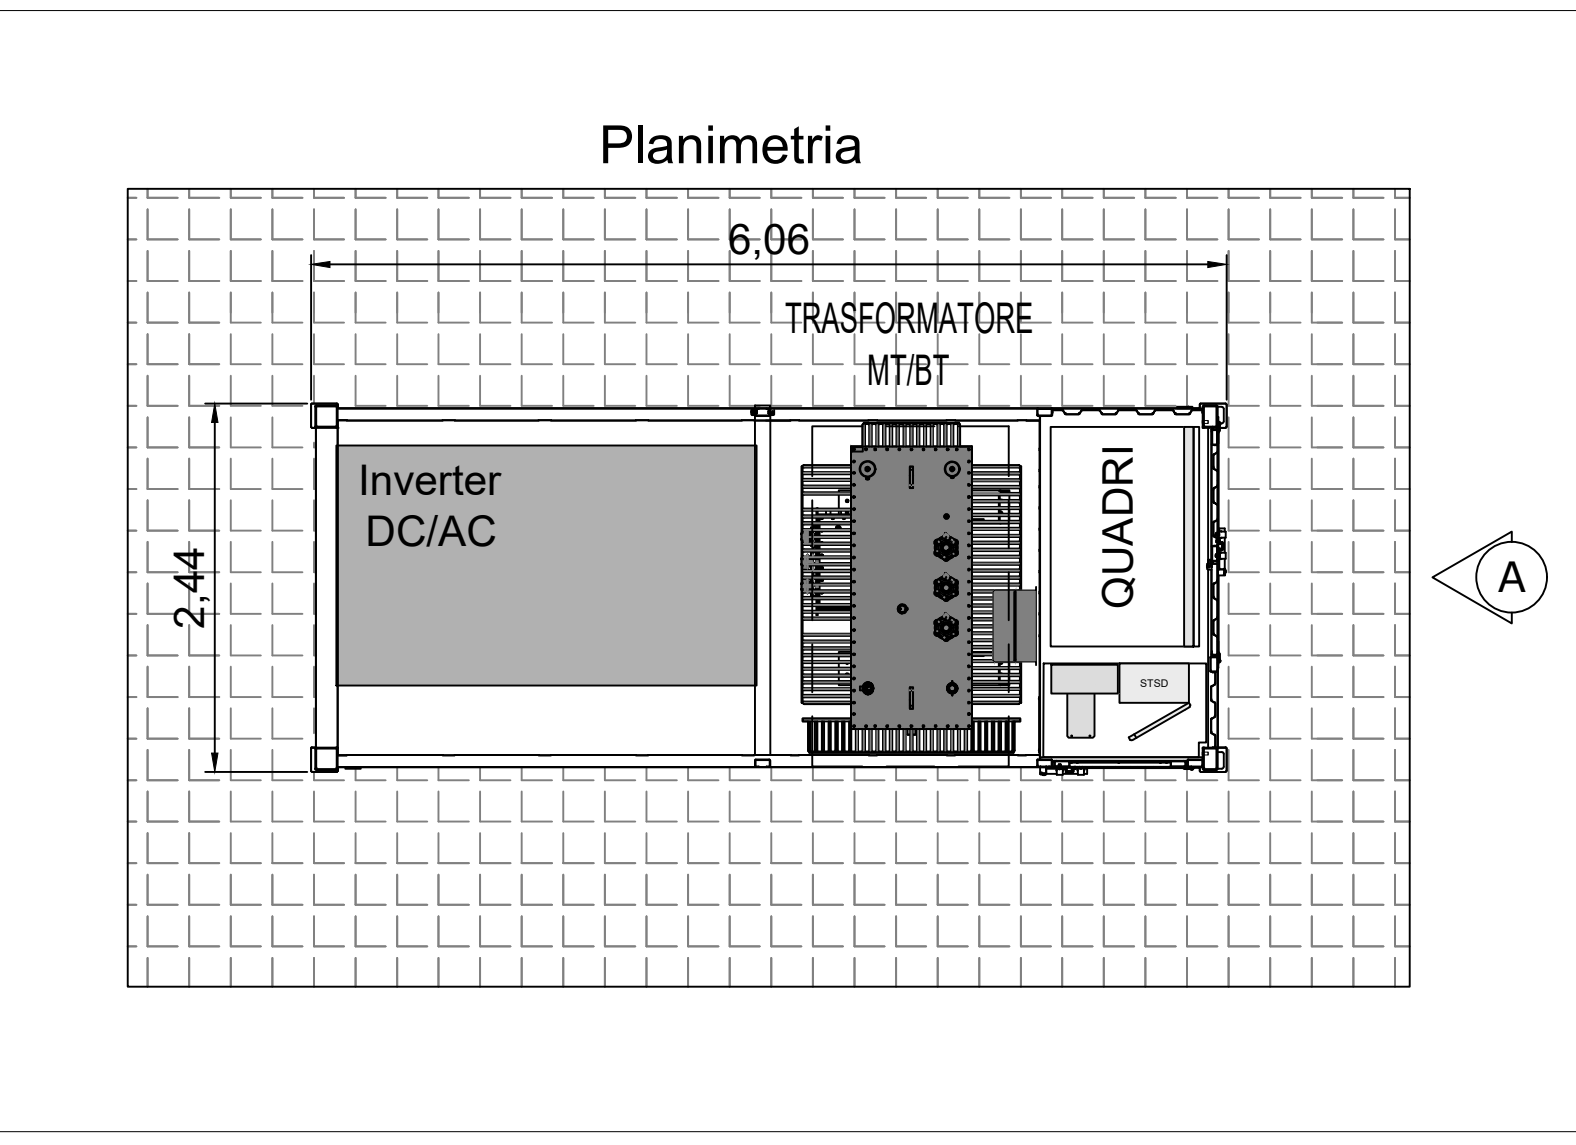 Planimetria
6,06
TRASFORMATORE
MT/BT
Inverter
DC/AC
QUADRI
2,44
A
STSD